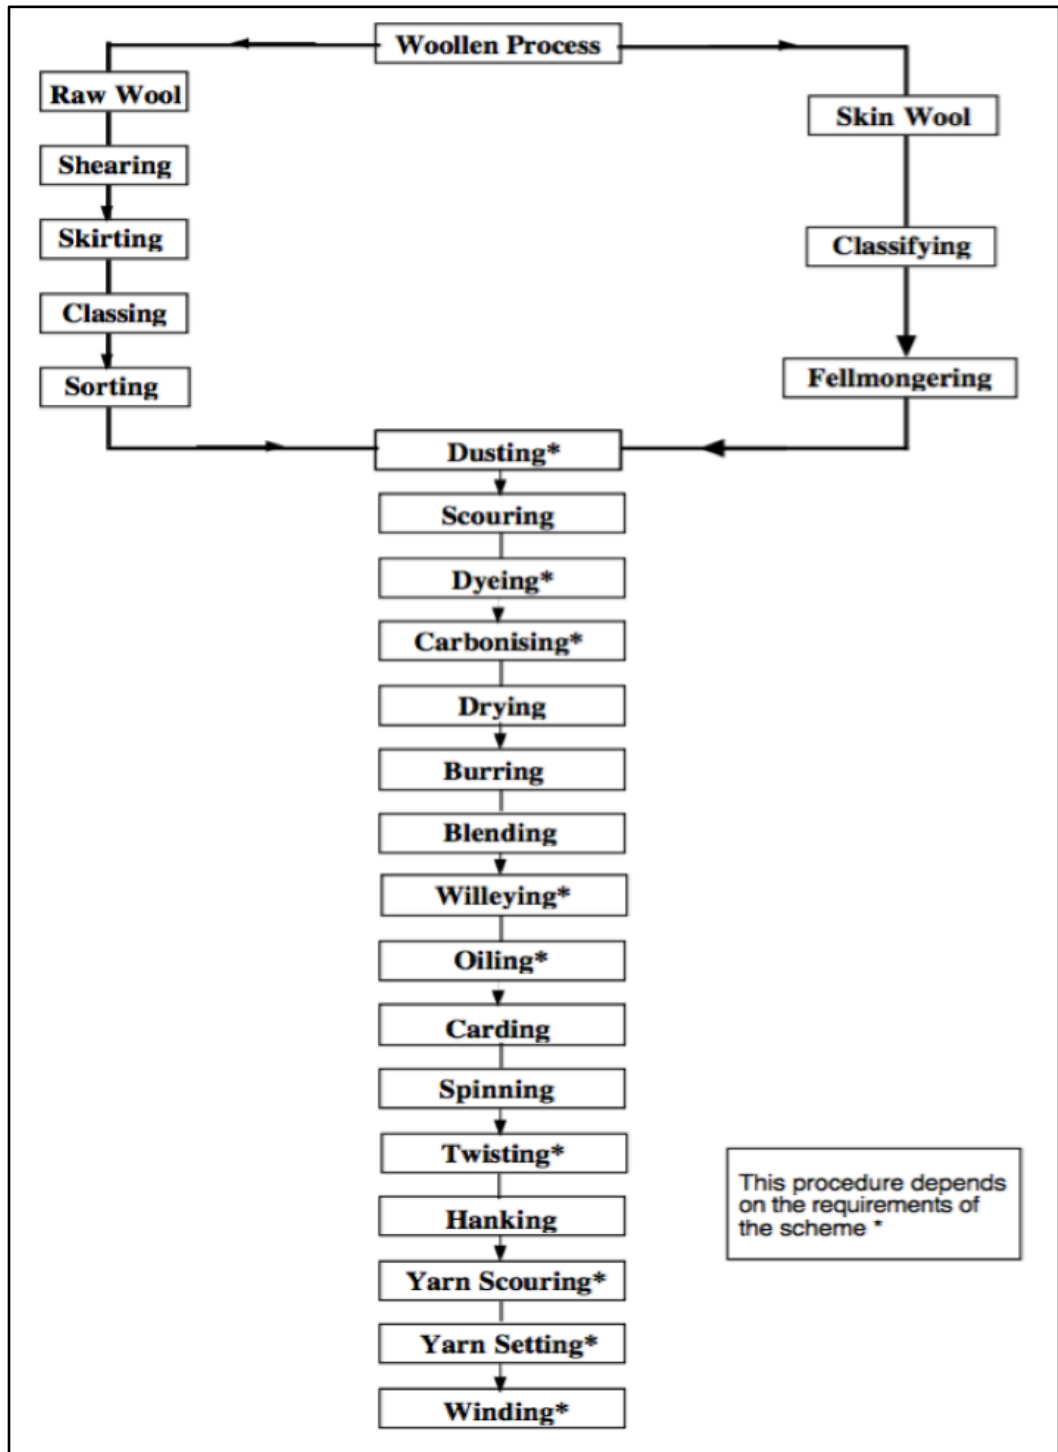 Woollen Process
Raw Wool
Skin Wool
Shearing
Skirting
Classifying
Classing
Sorting
Fellmongering
Dusting*
Scouring
Dyeing*
Carbonising*
Drying
Burring
Blending
Willeying*
Oiling*
Carding
Spinning
Twisting*
Hanking
Yarn Scouring*
Yarn Setting*
Winding*
This procedure depends
on the requirements of
the scheme *